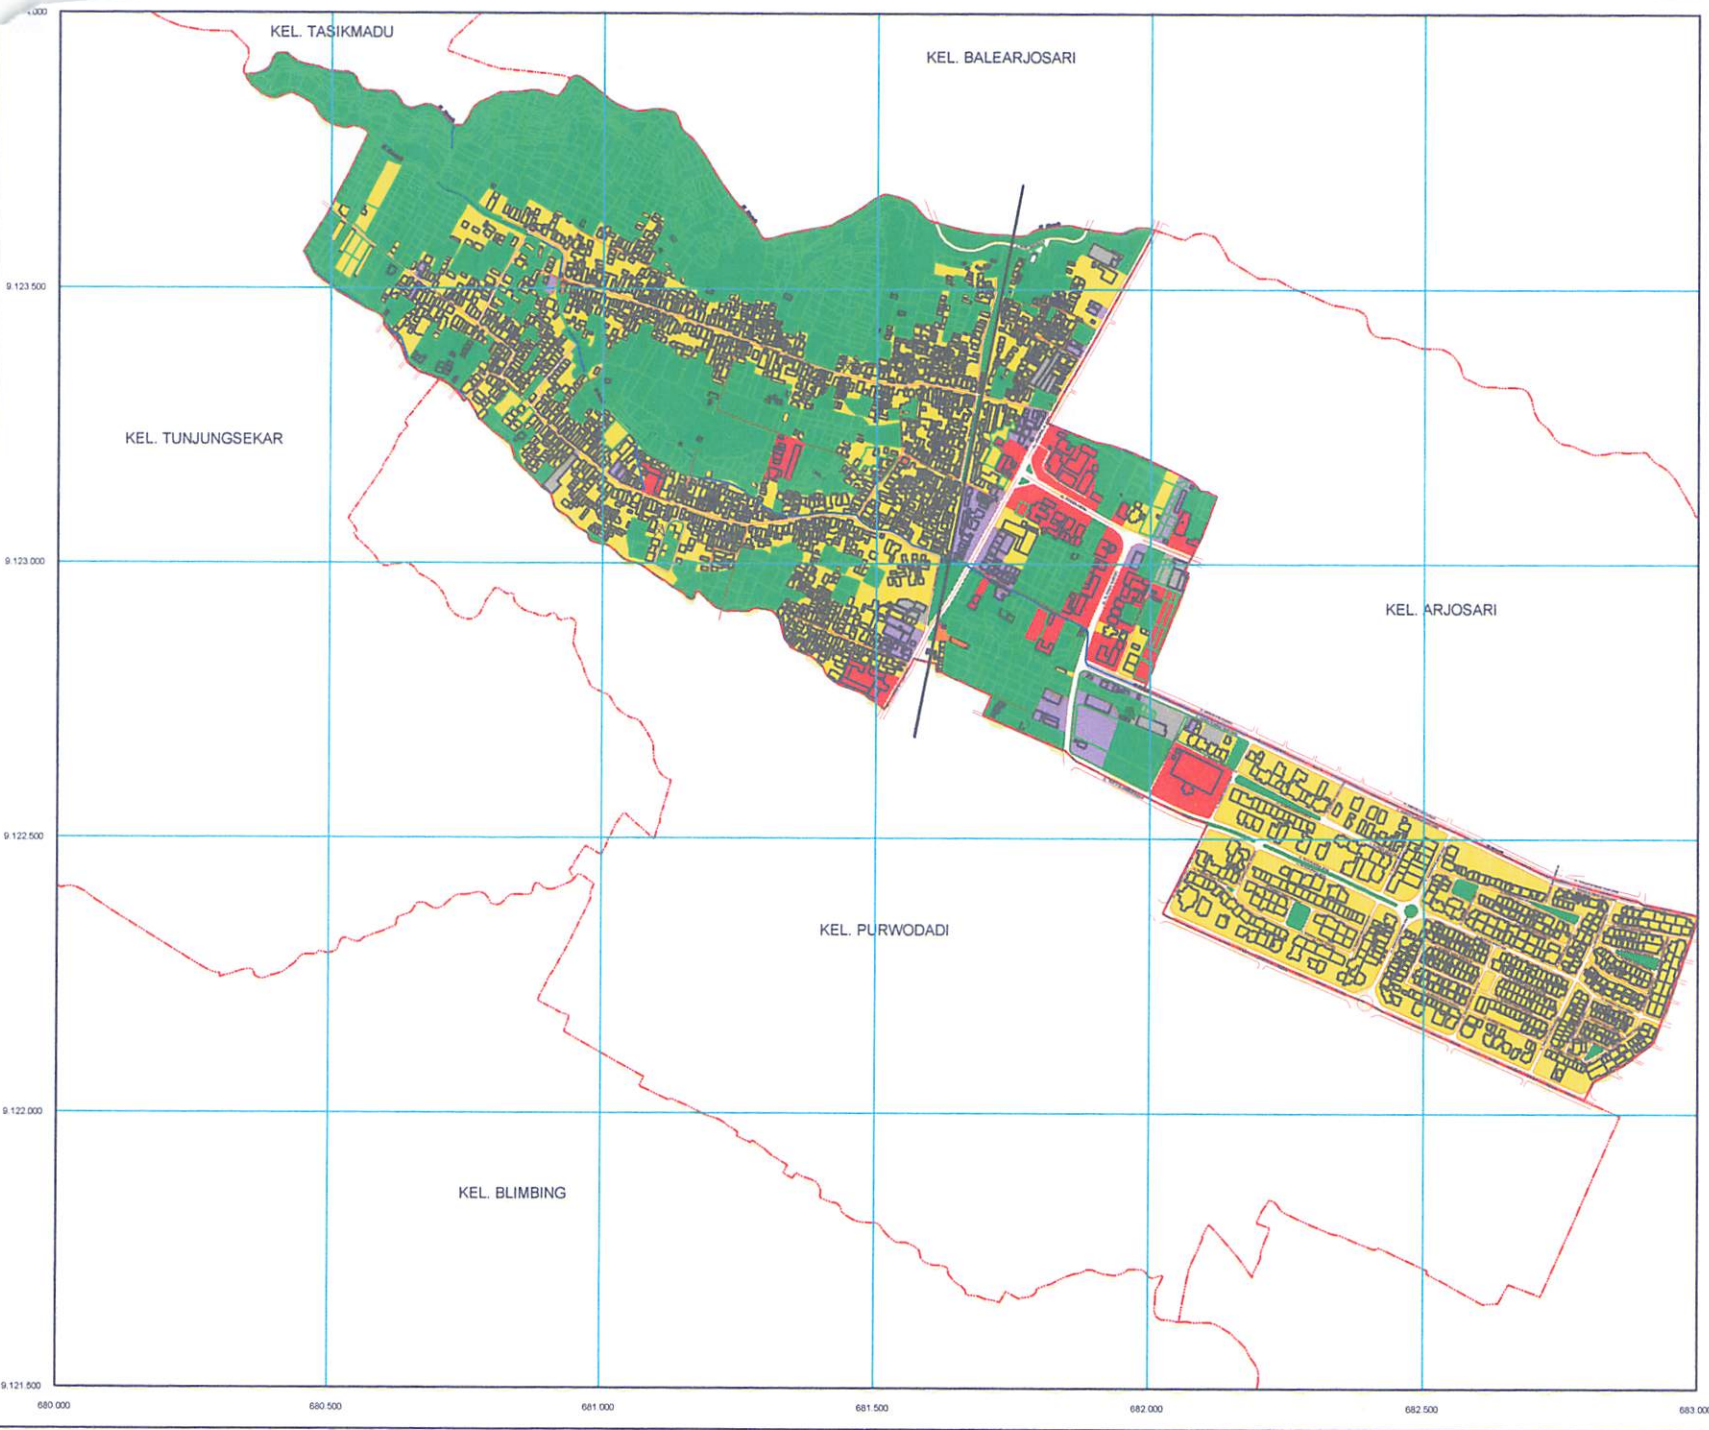 KEL. TASIKMADU
KEL. BALEARJOSARI
9.123.500
KEL. TUNJUNGSEKAR
9.123.000
KEL. ARJOSARI
9.122.500
KEL. PURWODADI
9.122.000
KEL. BLIMBING
9.121.500
680.000 680.500 681.000 681.500 682.000 682.500